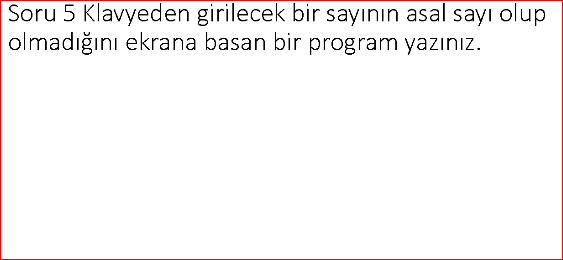 Soru 5 Klavyeden girilecek bir sayının asal sayı olup
olmadığını ekrana basan bir program yazınız.